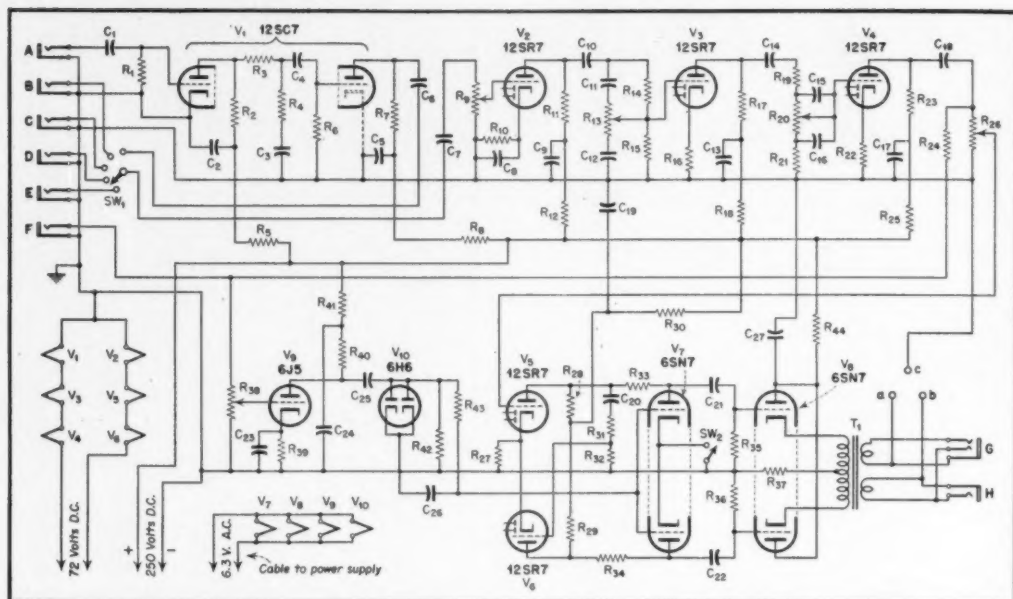 A
B
C
D
E
F
C1
R1
V1 12SC7
R3
C4
R2
R4
C3
R6
C2
R7
C5
C6
C7
SW1
R5
R8
V2
12SR7
R9
R10
C8
C10
R11
C9
C11
R13
C12
R14
R15
R12
C19
V3
12SR7
R16
R17
C13
R18
C14
R19
R20
R21
C15
C16
V4
12SR7
R22
R23
C17
R25
C18
R24
R26
R41
R40
R38
V9
6J5
C23
R39
C24
C25
V10
6H6
R42
R43
C26
R30
V5
12SR7
R27
R28
R29
R33
C20
R31
R32
V7
6SN7
C21
SW2
R35
R36
C22
R34
12SR7
V6
C27
R44
V8
6SN7
R37
T1
c
a
b
G
H
V1
V2
V3
V5
V4
V6
72 Volts D.C.
+
250 Volts D.C.
-
6.3 V. A.C.
V7
V8
V9
V10
Cable to power supply